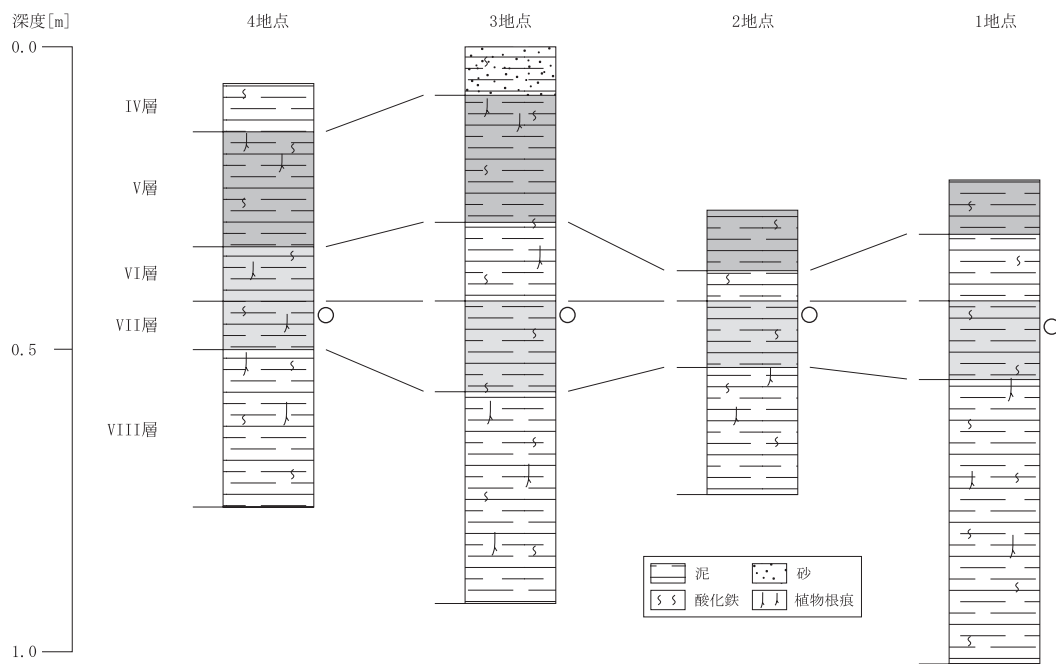 深度[m]
4地点
3地点
2地点
1地点
0.0
IV層
V層
VI層
VII層
0.5
VIII層
1.0
泥
砂
酸化鉄
植物根痕